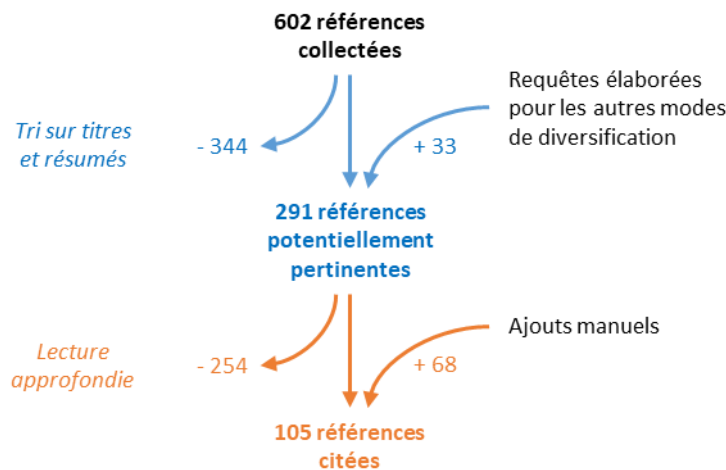 602 références
collectées
Requêtes élaborées
pour les autres modes
de diversification
Tri sur titres
et résumés
- 344
+ 33
291 références
potentiellement
pertinentes
Ajouts manuels
Lecture
approfondie
- 254
+ 68
105 références
citées